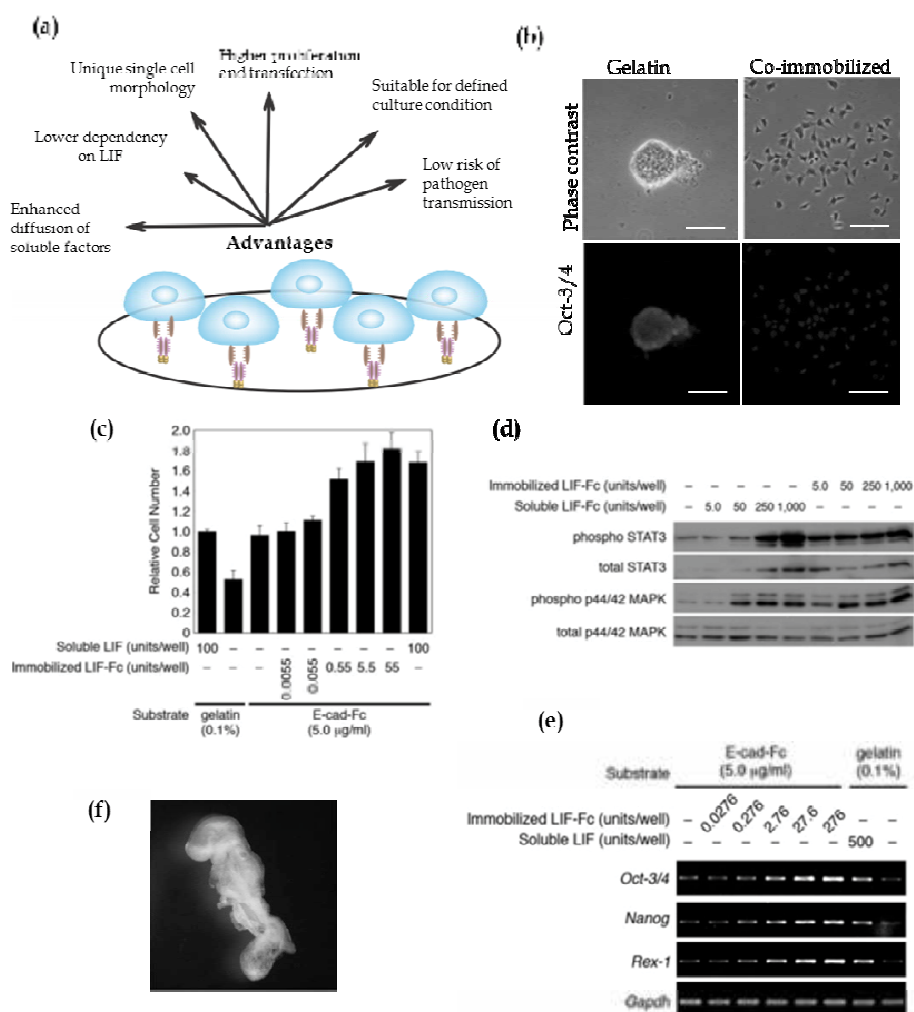 (a)
Higher proliferation
and transfection
Unique single cell
morphology
Suitable for defined
culture condition
Lower dependency
on LIF
Low risk of
pathogen
transmission
Enhanced
diffusion of
soluble factors
Advantages
(b)
Gelatin Co-immobilized
Phase contrast
Oct-3/4
(c)
Relative Cell Number
2.0
1.8
1.6
1.4
1.2
1.0
0.8
0.6
0.4
0.2
0
Soluble LIF (units/well) 100 – – – – – – – 100
Immobilized LIF-Fc (units/well) – – – 0.0055 0.055 0.55 5.5 55 –
Substrate gelatin E-cad-Fc
(0.1%) (5.0 µg/ml)
(d)
Immobilized LIF-Fc (units/well) – – – – – 5.0 50 250 1,000
Soluble LIF-Fc (units/well) – 5.0 50 250 1,000 – – – –
phospho STAT3
total STAT3
phospho p44/42 MAPK
total p44/42 MAPK
(e)
Substrate E-cad-Fc gelatin
(5.0 µg/ml) (0.1%)
Immobilized LIF-Fc (units/well) – 0.0276 0.276 2.76 27.6 276 – –
Soluble LIF (units/well) – – – – – – 500 –
Oct-3/4
Nanog
Rex-1
Gapdh
(f)